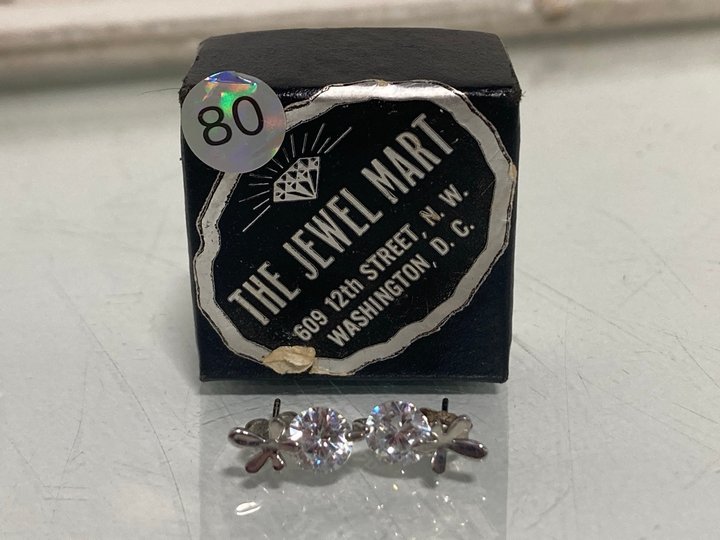 80
THE JEWEL MART
609 12th STREET, N. W.
WASHINGTON, D. C.